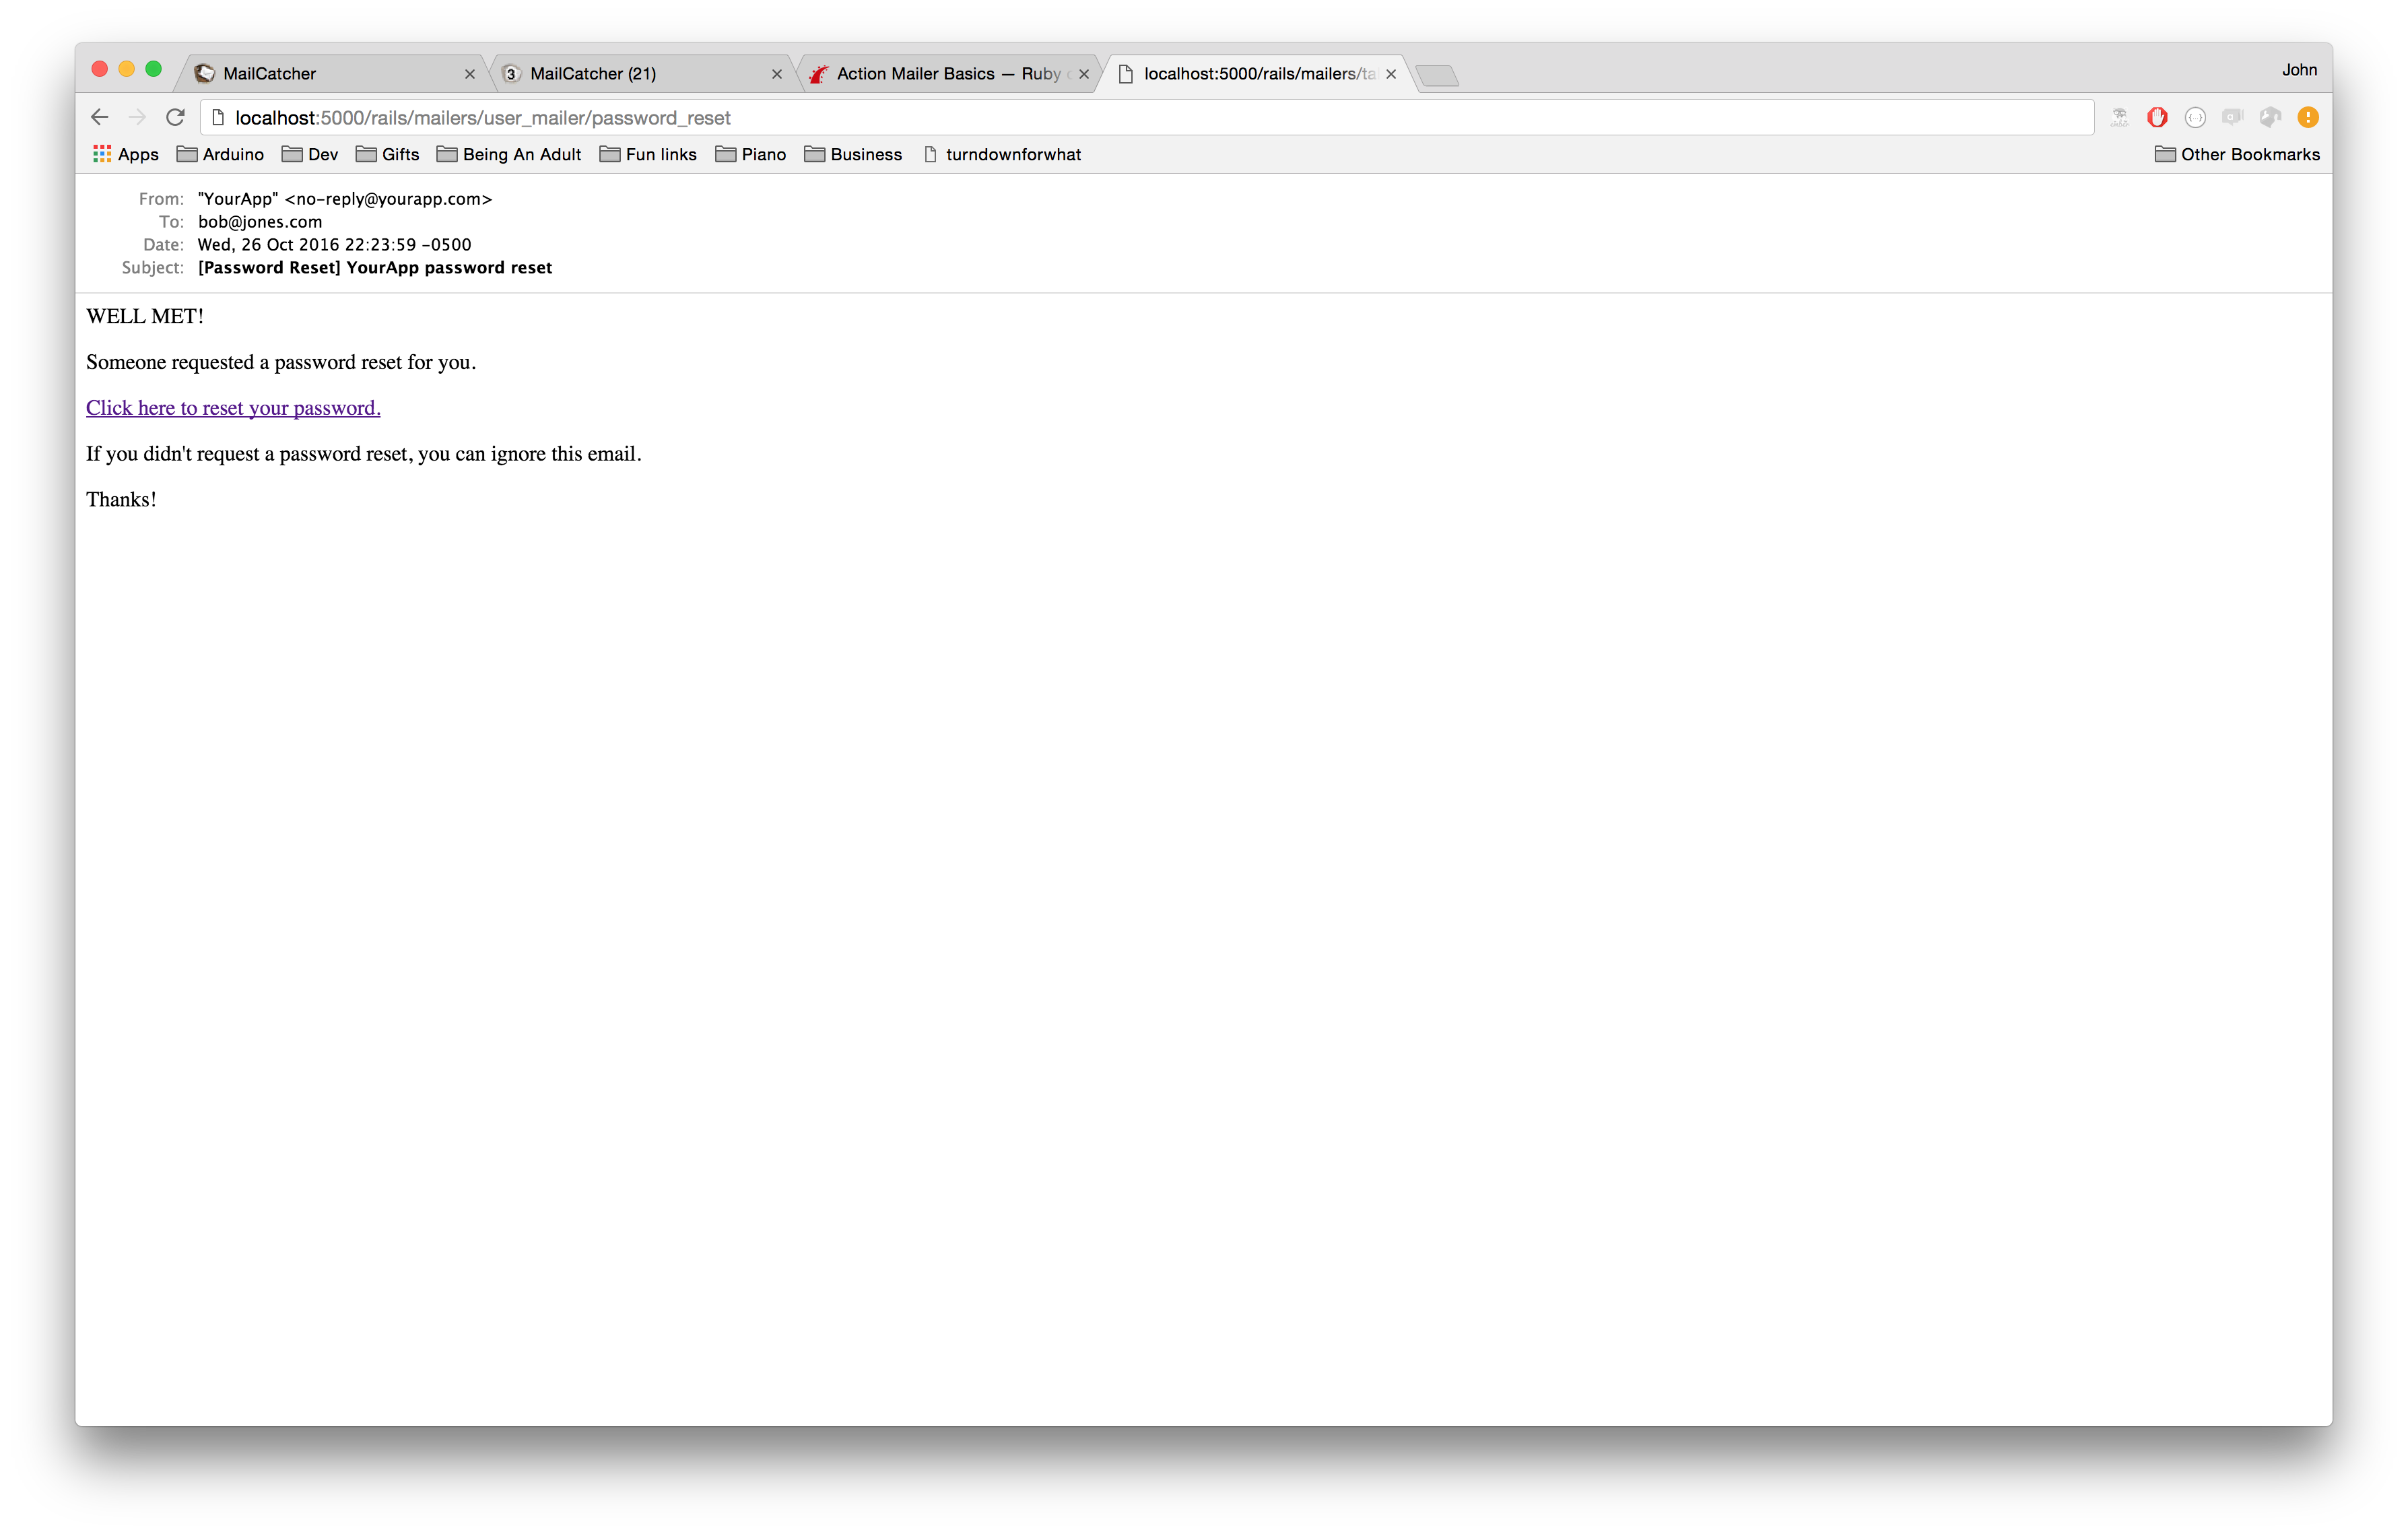 MailCatcher
3 MailCatcher (21)
Action Mailer Basics — Ruby
localhost:5000/rails/mailers/ta
John
localhost:5000/rails/mailers/user_mailer/password_reset
Apps Arduino Dev Gifts Being An Adult Fun links Piano Business turndownforwhat Other Bookmarks
From: "YourApp" <no-reply@yourapp.com>
To: bob@jones.com
Date: Wed, 26 Oct 2016 22:23:59 -0500
Subject: [Password Reset] YourApp password reset
WELL MET!
Someone requested a password reset for you.
Click here to reset your password.
If you didn't request a password reset, you can ignore this email.
Thanks!